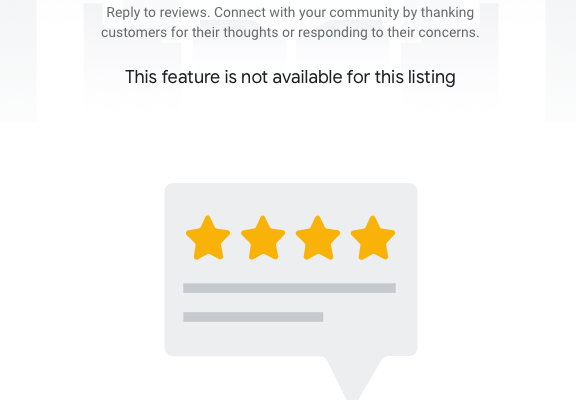 Reply to reviews. Connect with your community by thanking
customers for their thoughts or responding to their concerns.
This feature is not available for this listing